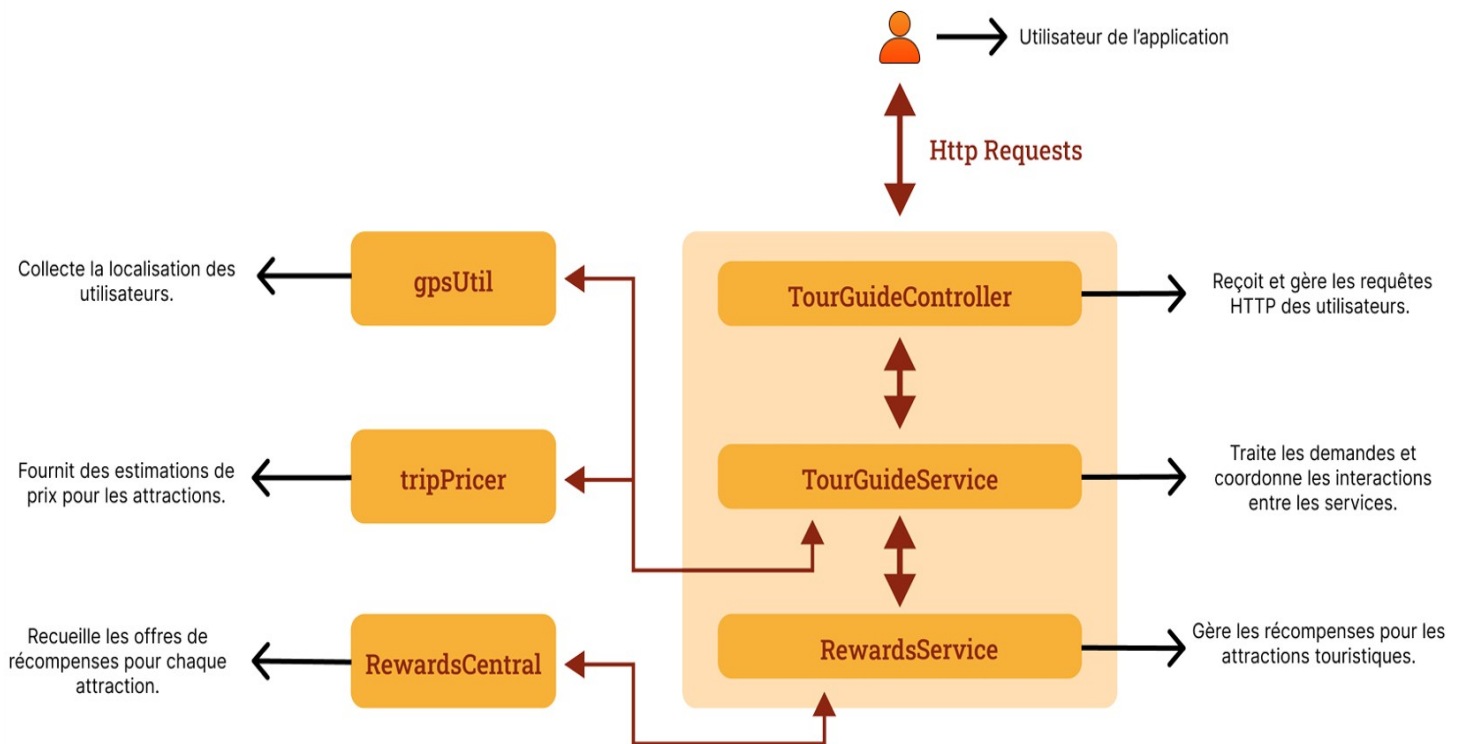 Utilisateur de l'application
Http Requests
Collecte la localisation des
utilisateurs.
gpsUtil
TourGuideController
Reçoit et gère les requêtes
HTTP des utilisateurs.
Fournit des estimations de
prix pour les attractions.
tripPricer
TourGuideService
Traite les demandes et
coordonne les interactions
entre les services.
Recueille les offres de
récompenses pour chaque
attraction.
RewardsCentral
RewardsService
Gère les récompenses pour les
attractions touristiques.